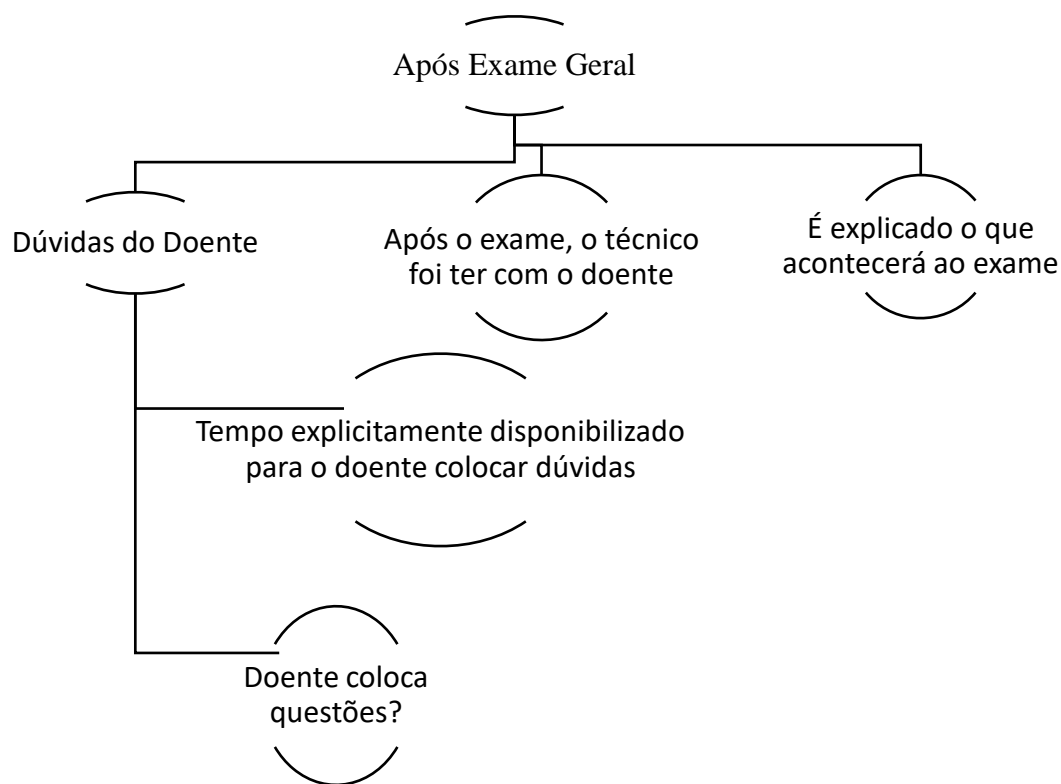 Após Exame Geral
Dúvidas do Doente
Após o exame, o técnico
foi ter com o doente
É explicado o que
acontecerá ao exame
Tempo explicitamente disponibilizado
para o doente colocar dúvidas
Doente coloca
questões?